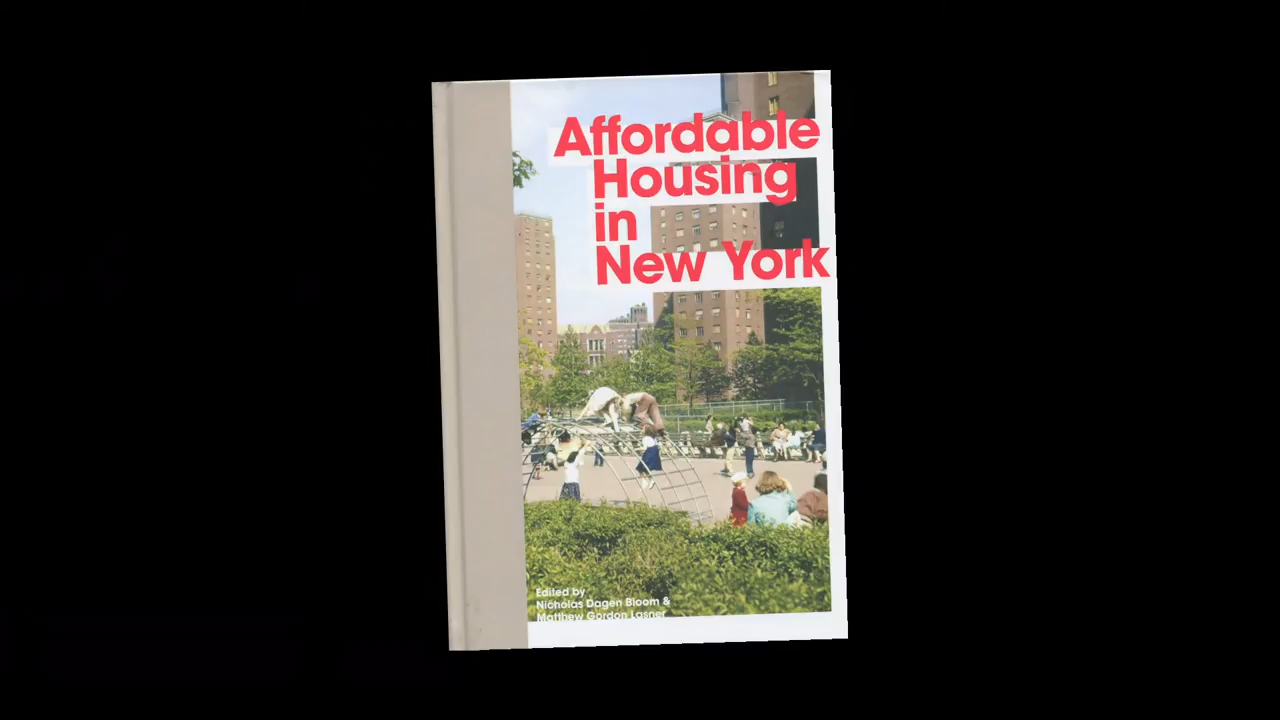 Affordable
Housing
in
New York
Edited by
Nicholas Dagen Bloom &
Matthew Gordon Lasner